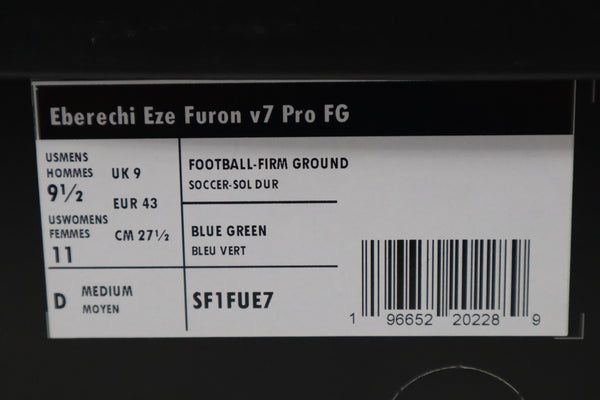 Eberechi Eze Furon v7 Pro FG
USMENS
HOMMES
9½
USWOMENS
FEMMES
11
UK 9
EUR 43
CM 27½
FOOTBALL-FIRM GROUND
SOCCER-SOL DUR
BLUE GREEN
BLEU VERT
D MEDIUM
MOYEN
SF1FUE7
1 96652 20228 9